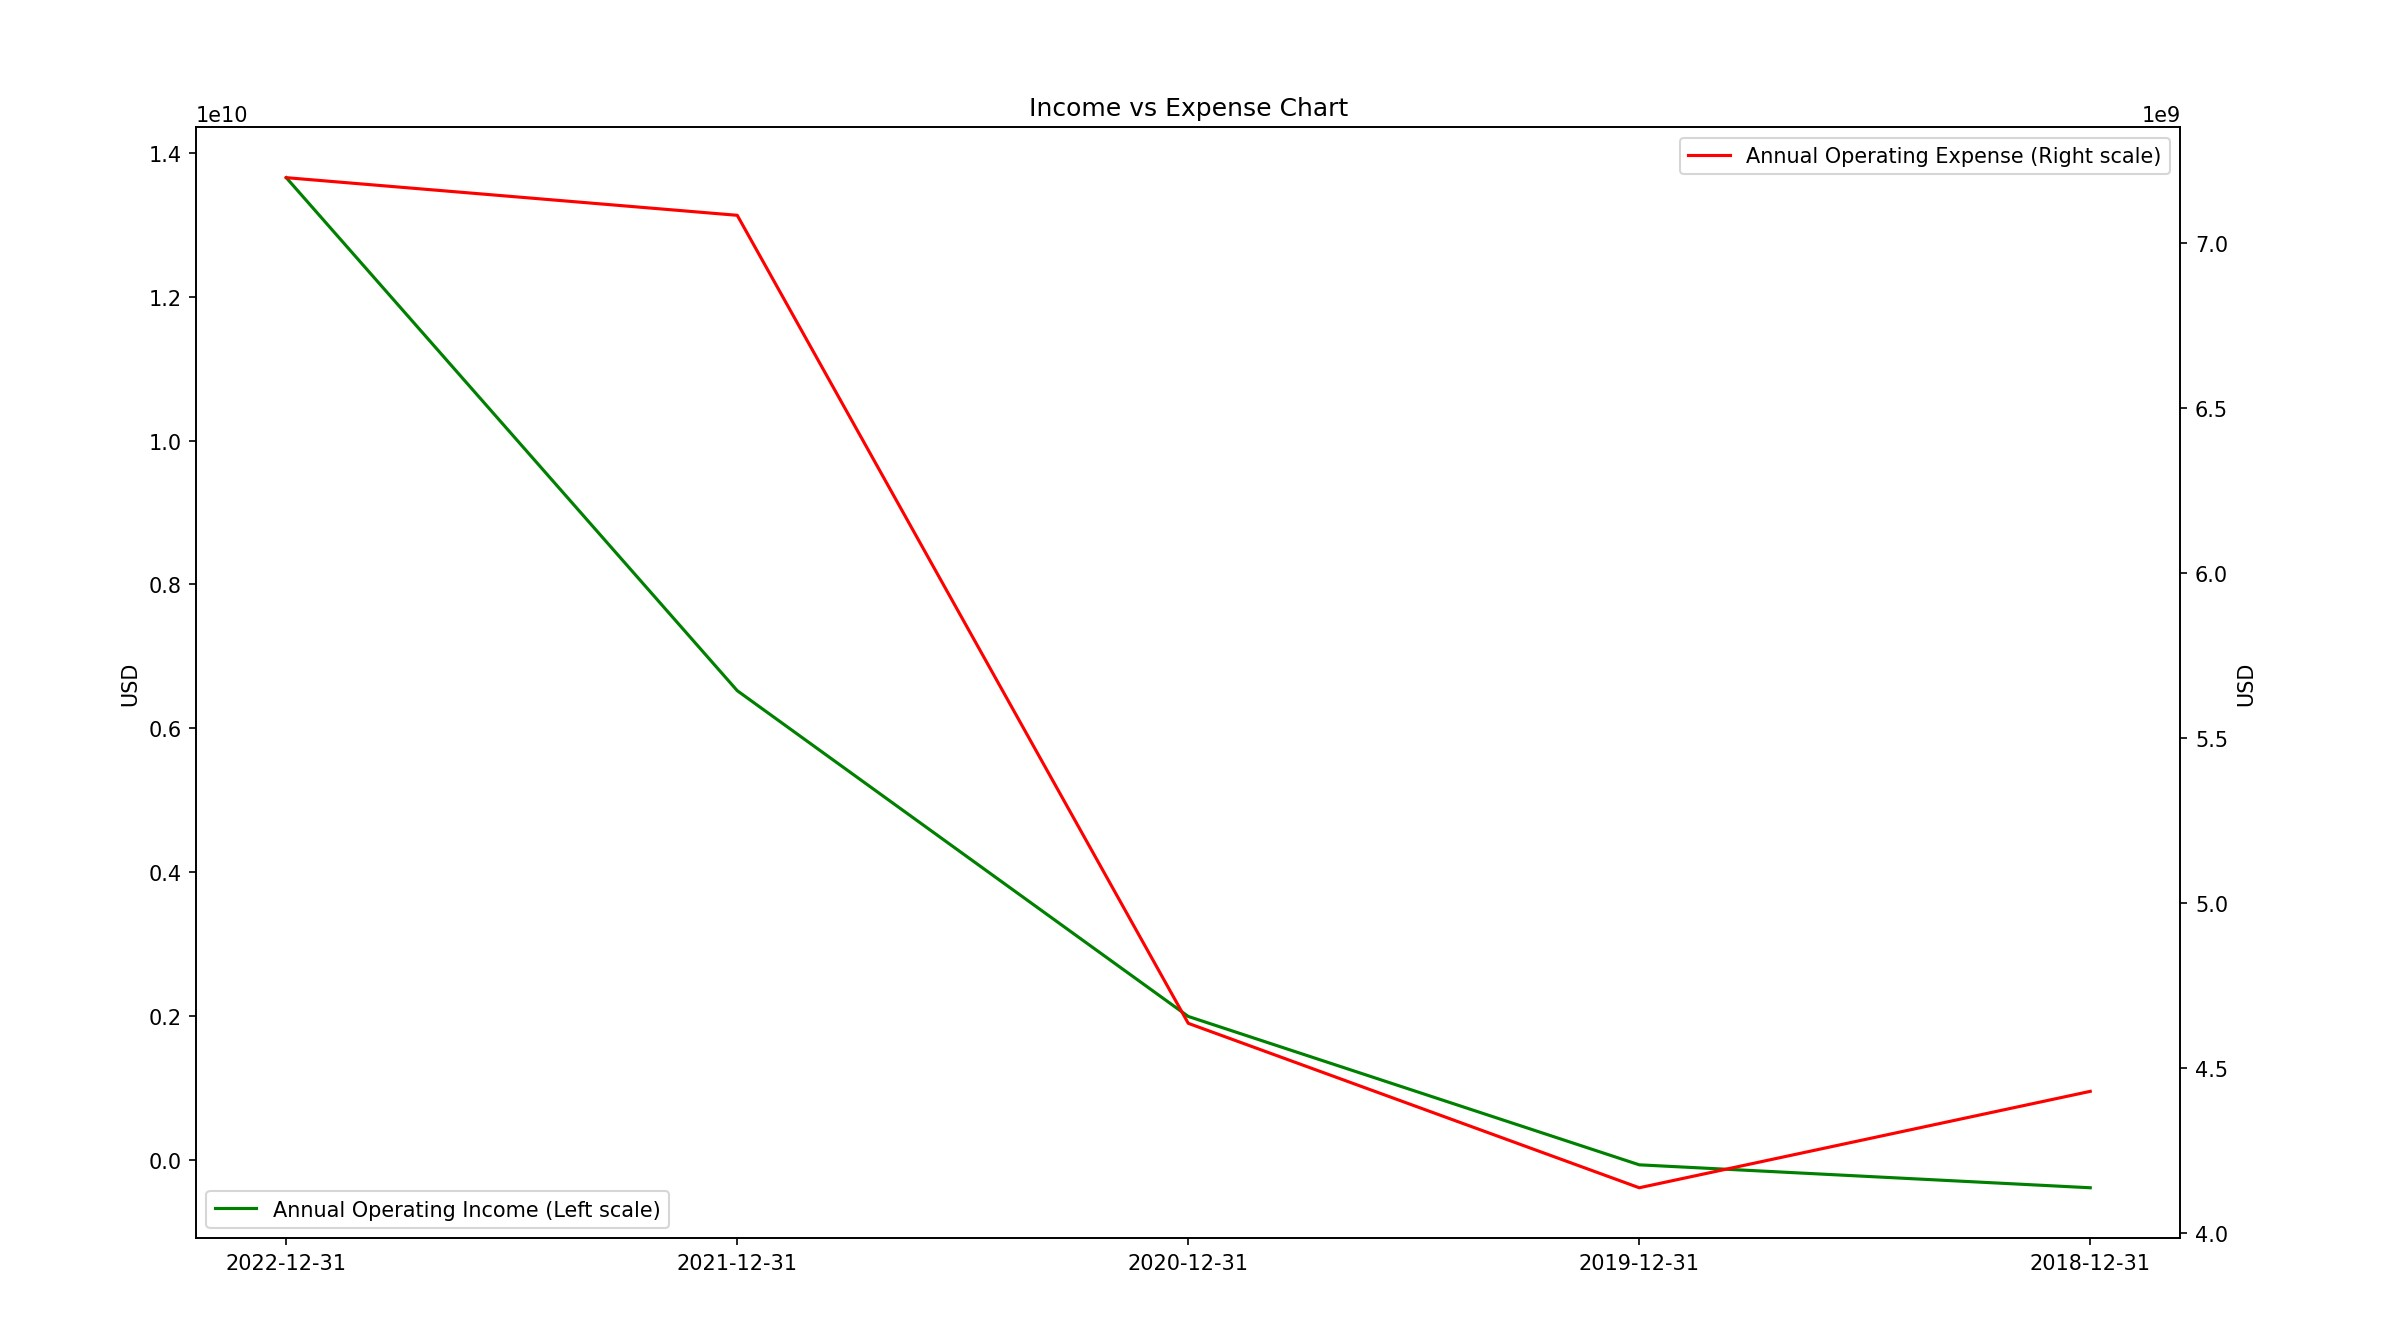 Income vs Expense Chart
1e10
1e9
Annual Operating Expense (Right scale)
1.4
1.2
1.0
0.8
0.6
0.4
0.2
0.0
USD
7.0
6.5
6.0
5.5
5.0
4.5
4.0
USD
Annual Operating Income (Left scale)
2022-12-31
2021-12-31
2020-12-31
2019-12-31
2018-12-31